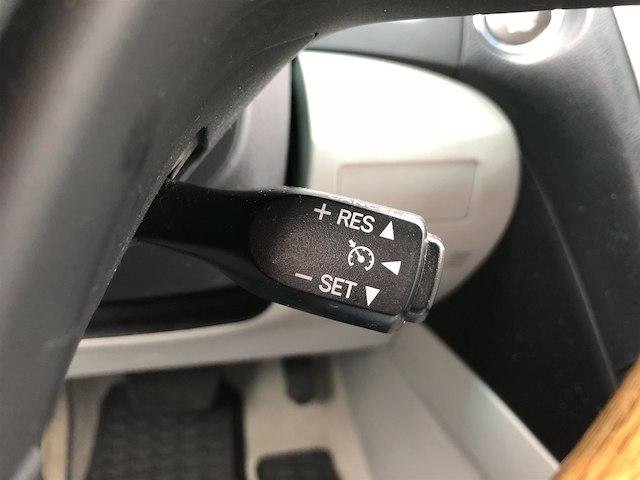 + RES ▲
◀
− SET ▼